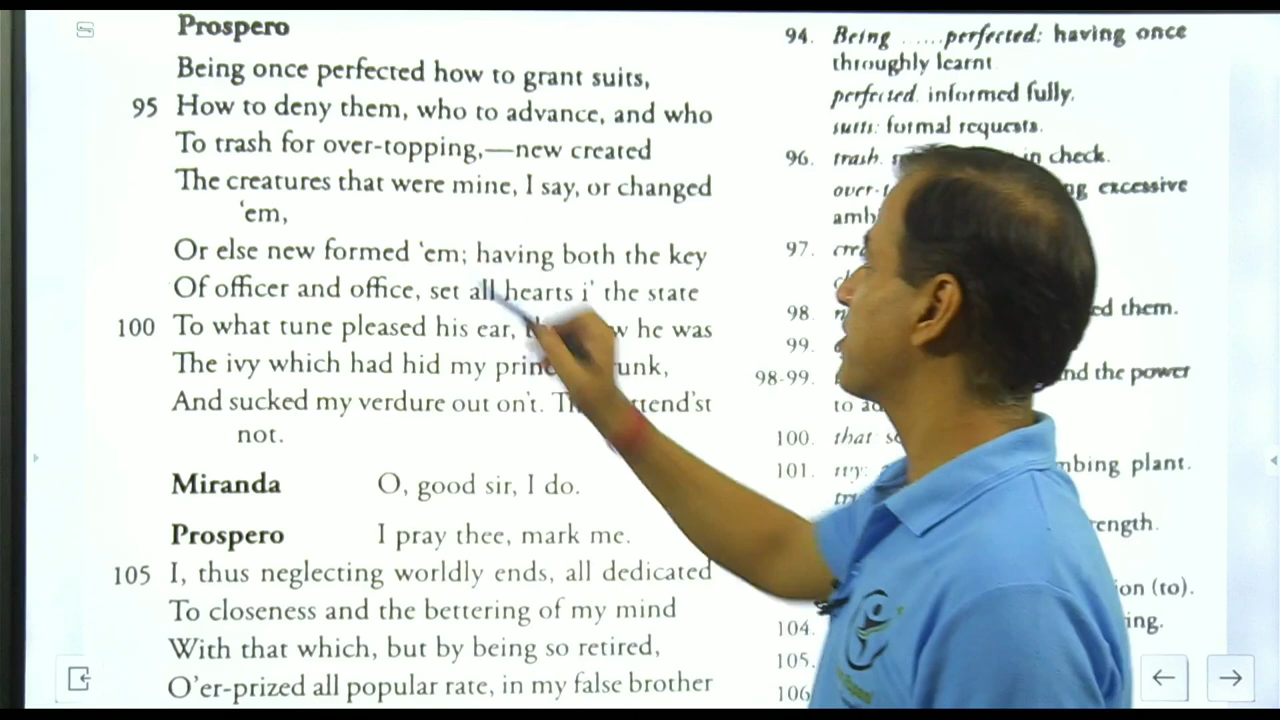 Prospero
Being once perfected how to grant suits,
95 How to deny them, who to advance, and who
To trash for over-topping,—new created
The creatures that were mine, I say, or changed
'em,
Or else new formed 'em; having both the key
Of officer and office, set all hearts i' the state
100 To what tune pleased his ear, he was
The ivy which had hid my
And sucked my verdure out on't.
not.
Miranda O, good sir, I do.
Prospero I pray thee, mark me.
105 I, thus neglecting worldly ends, all dedicated
To closeness and the bettering of my mind
With that which, but by being so retired,
O'er-prized all popular rate, in my false brother
94. Being .....perfected: having once
throughly learnt
perfected. informed fully.
suits: formal requests.
96. trash. in check.
excessive
97.
98. them.
99.
98-99. the power
to
100. that
101. ivy: plant.
(to).
104.
105.
106